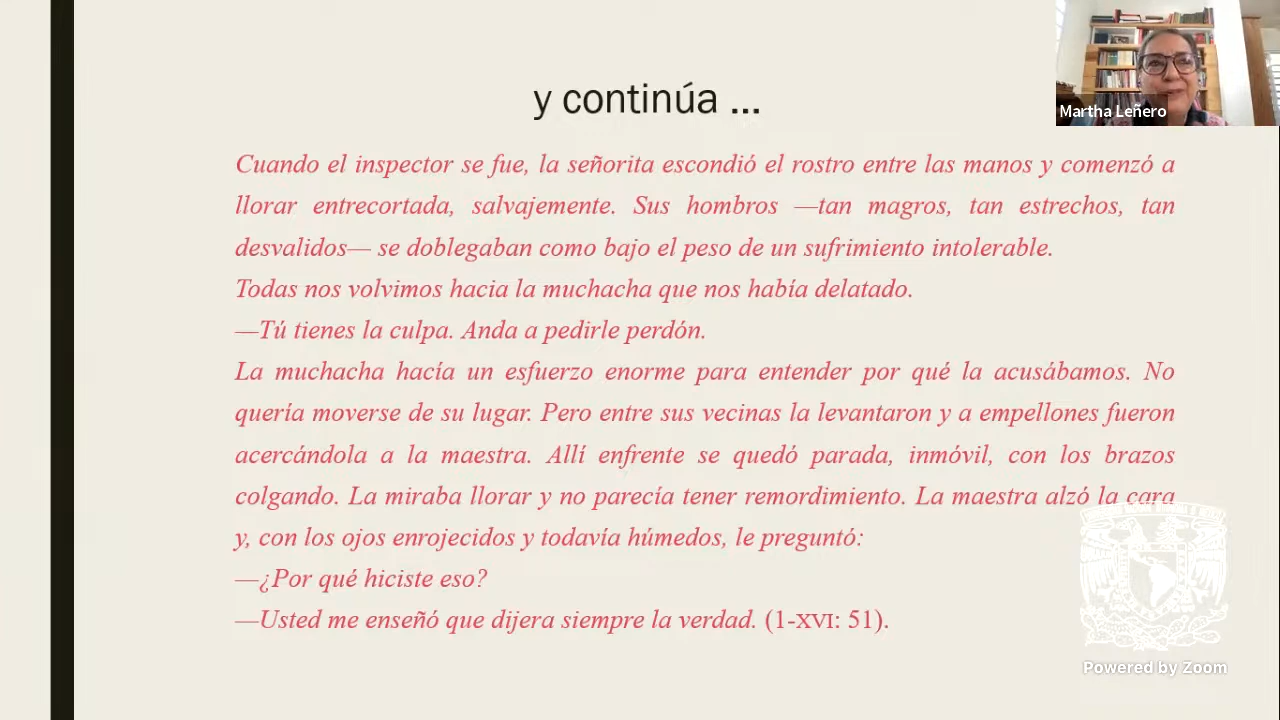 y continúa ...
Martha Leñero
Cuando el inspector se fue, la señorita escondió el rostro entre las manos y comenzó a
llorar entrecortada, salvajemente. Sus hombros —tan magros, tan estrechos, tan
desvalidos— se doblegaban como bajo el peso de un sufrimiento intolerable.
Todas nos volvimos hacia la muchacha que nos había delatado.
—Tú tienes la culpa. Anda a pedirle perdón.
La muchacha hacía un esfuerzo enorme para entender por qué la acusábamos. No
quería moverse de su lugar. Pero entre sus vecinas la levantaron y a empellones fueron
acercándola a la maestra. Allí enfrente se quedó parada, inmóvil, con los brazos
colgando. La miraba llorar y no parecía tener remordimiento. La maestra alzó la cara
y, con los ojos enrojecidos y todavía húmedos, le preguntó:
—¿Por qué hiciste eso?
—Usted me enseñó que dijera siempre la verdad. (1-XVI: 51).
Powered by Zoom